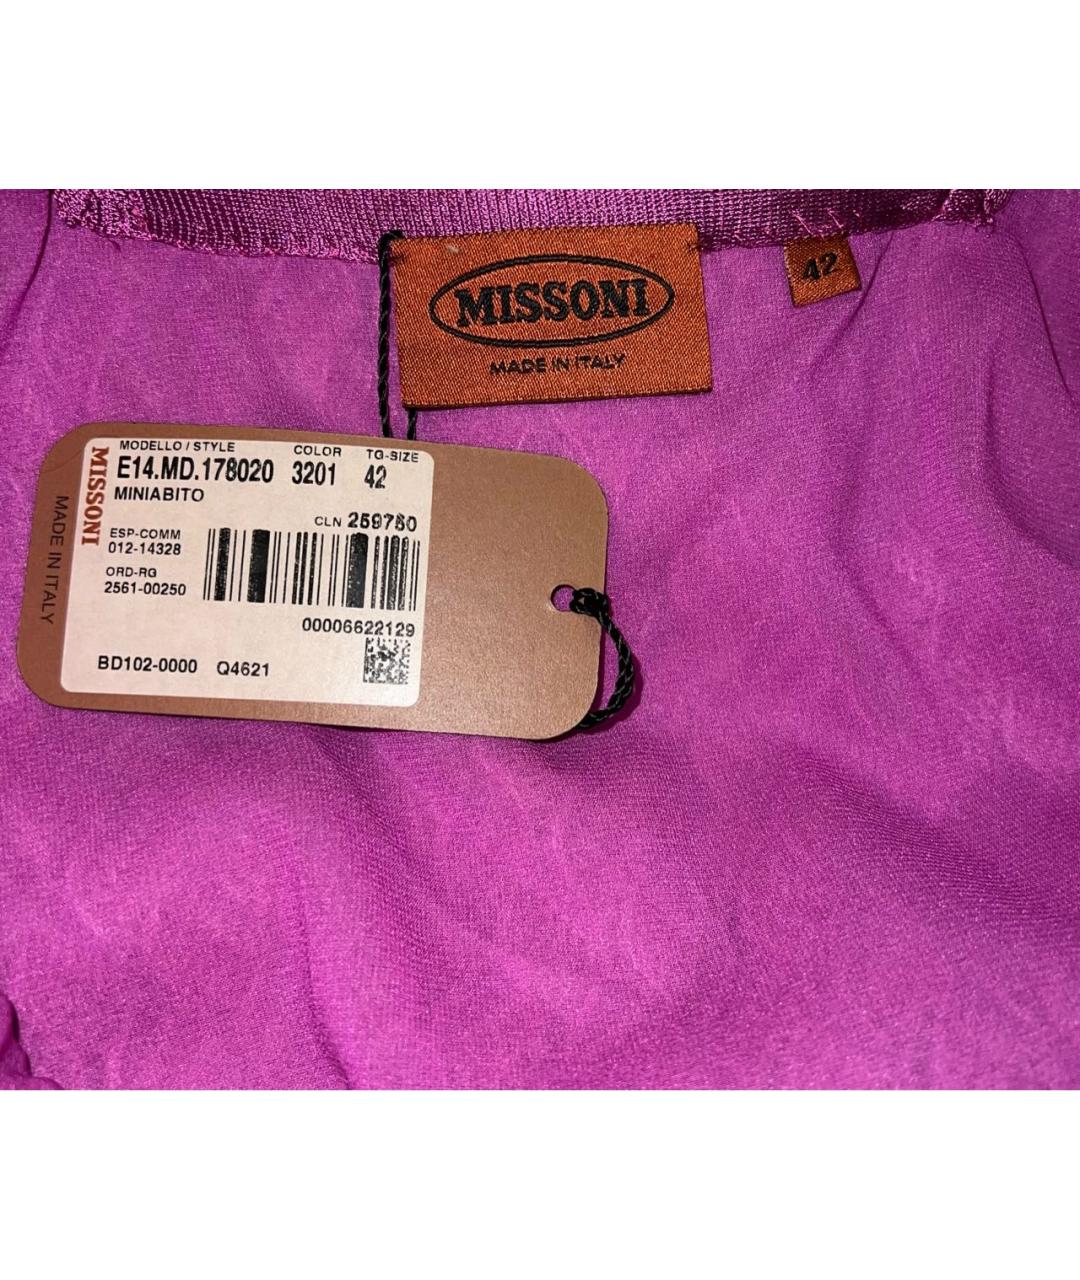 MISSONI
MADE IN ITALY
42
MISSONI
MADE IN ITALY
MODELLO / STYLE COLOR TG-SIZE
E14.MD.178020 3201 42
MINIABITO
CLN 259750
ESP-COMM
012-14328
ORD-RG
2561-00250
00006622129
BD102-0000 Q4621